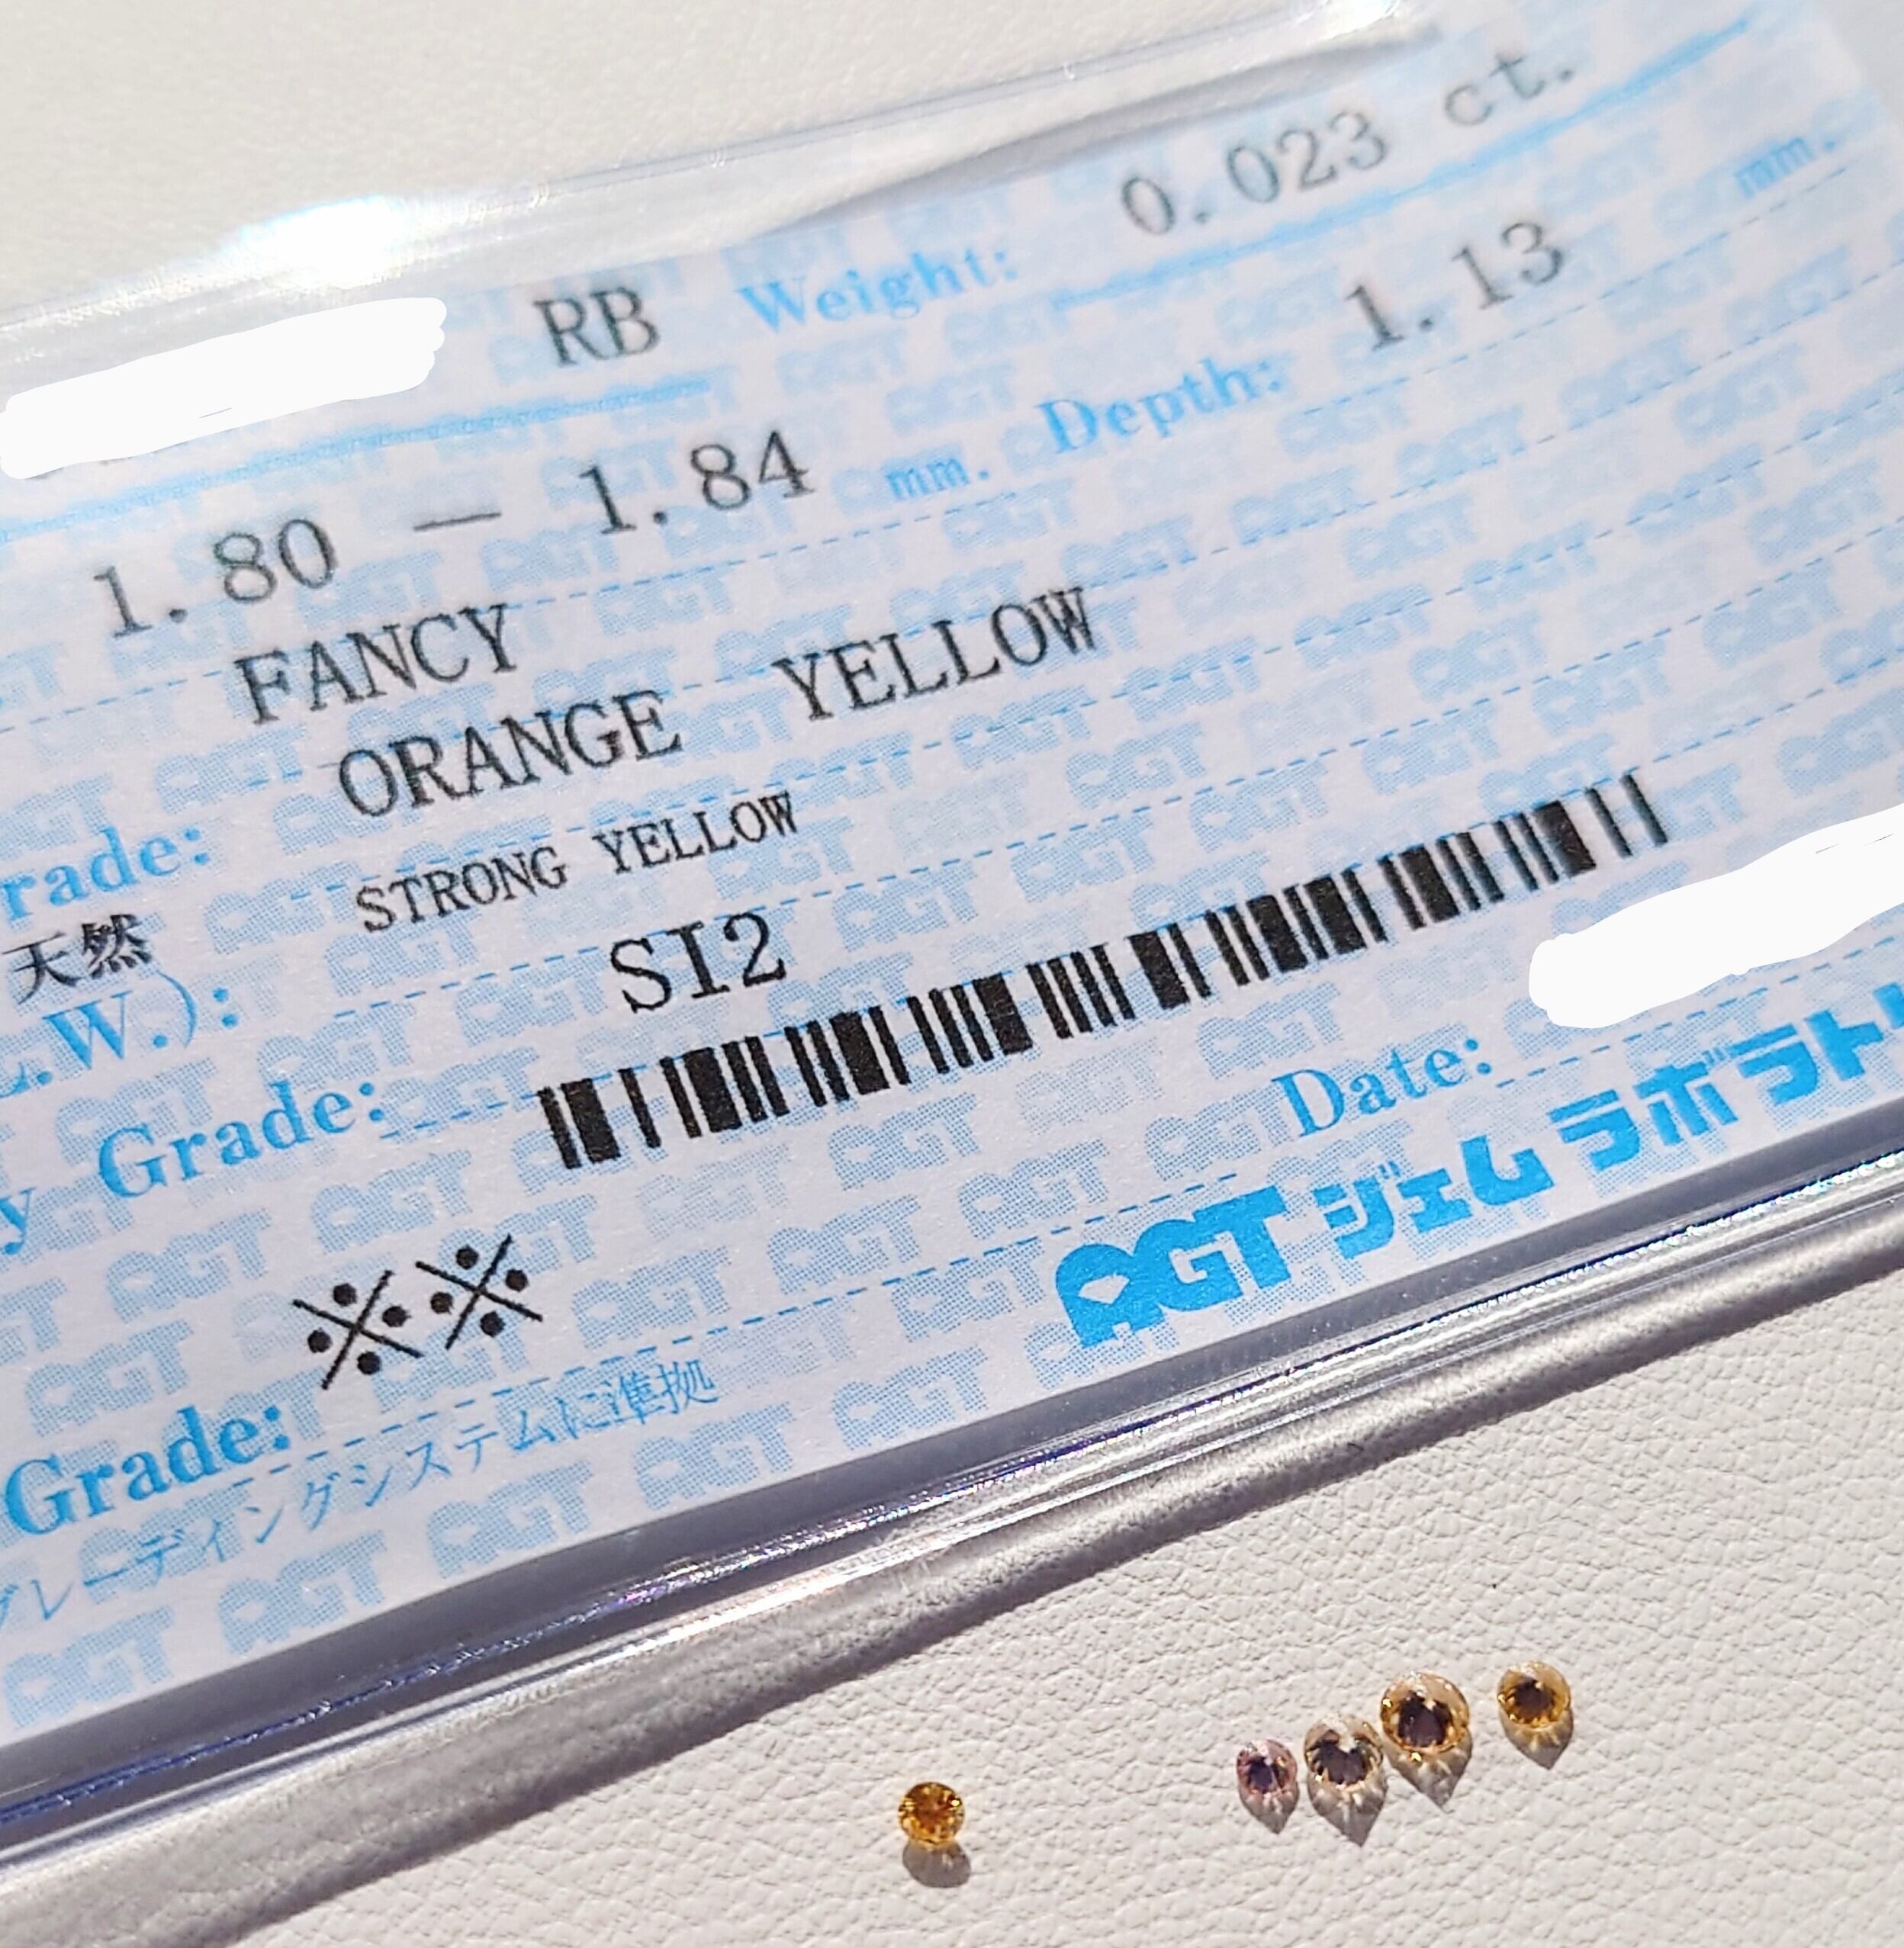 RB Weight: 0.023 ct.
1.80 — 1.84 mm. Depth: 1.13 mm.
FANCY
ORANGE YELLOW
rade: 天然 STRONG YELLOW
L.W.):
y Grade: SI2
Date:
Grade: ※※
グレーディングシステムに準拠
AGT ジェム ラボラト